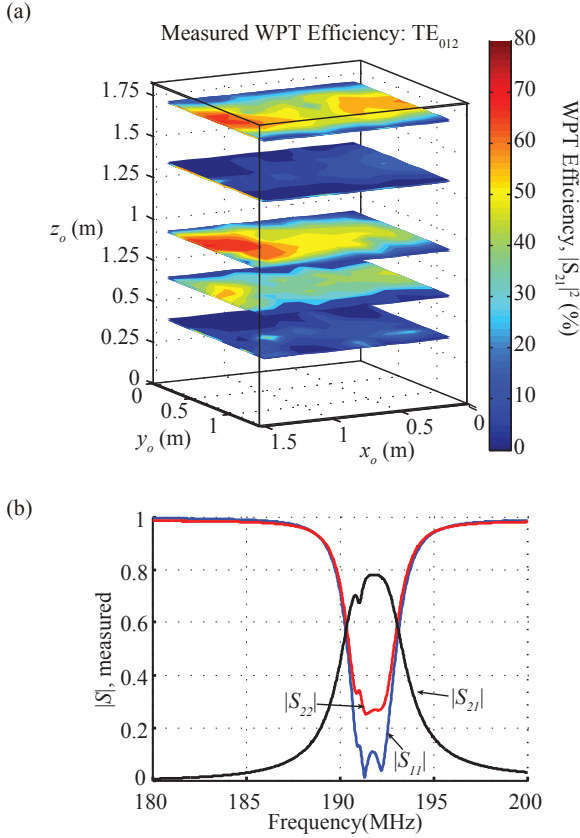 (a)
Measured WPT Efficiency: TE₀₁₂
1.75
1.5
1.25
1
1.25
0.5
0.25
0
z_o (m)
0
0.5
1
y_o (m)
1.5
1
0.5
0
x_o (m)
80
70
60
50
40
30
20
10
0
WPT Efficiency, |S₂₁|² (%)
(b)
1
0.8
0.6
0.4
0.2
0
|S|, measured
|S₂₂|
|S₂₁|
|S₁₁|
180
185
190
195
200
Frequency(MHz)